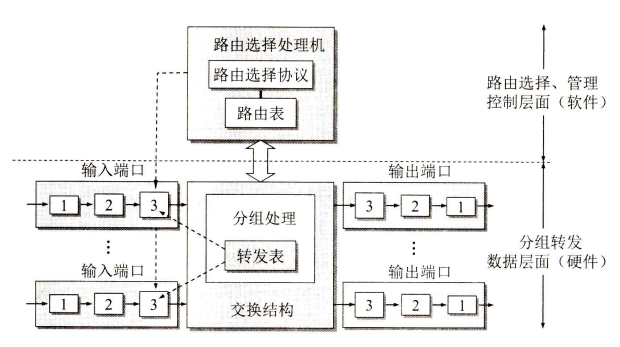 路由选择处理机
路由选择协议
路由表
路由选择、管理
控制层面（软件）
输入端口
输出端口
1 2 3
分组处理
3 2 1
转发表
⋮
⋮
分组转发
数据层面（硬件）
输入端口
输出端口
1 2 3
交换结构
3 2 1